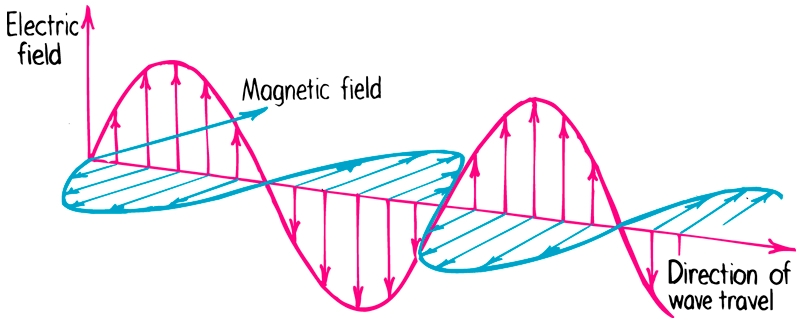 Electric
field
Magnetic field
Direction of
wave travel